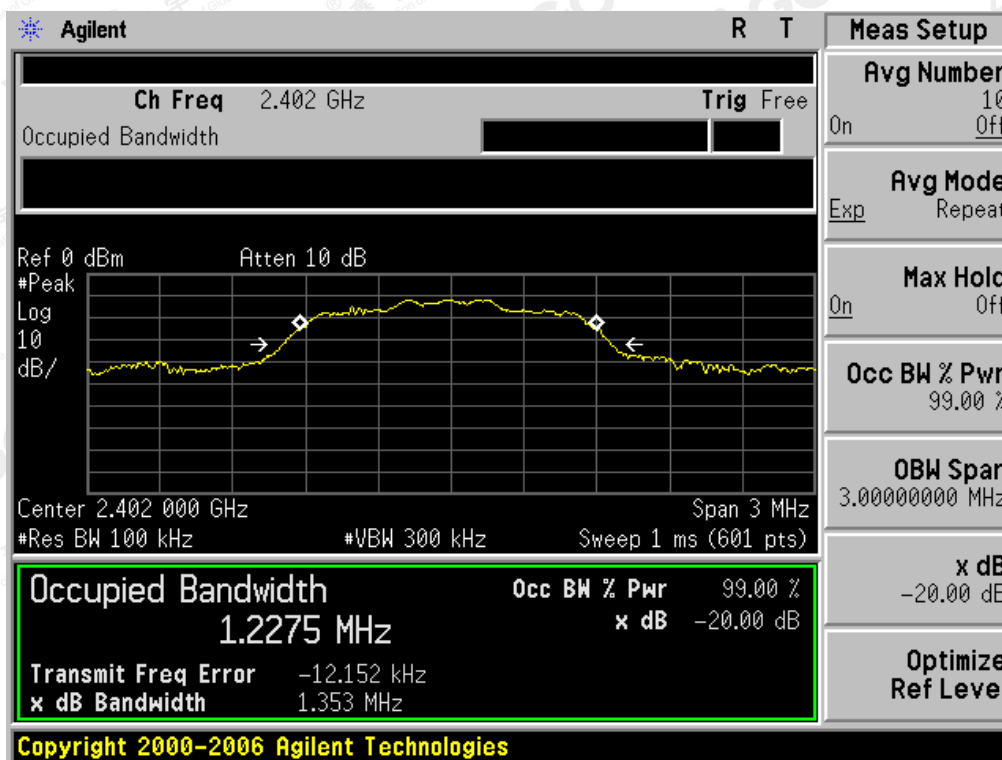 Agilent R T Meas Setup
Ch Freq 2.402 GHz Trig Free
Occupied Bandwidth
Avg Number
10
On Off
Avg Mode
Exp Repeat
Ref 0 dBm Atten 10 dB
#Peak
Log
10
dB/
Max Hold
On Off
Occ BW % Pwr
99.00 %
Center 2.402 000 GHz Span 3 MHz
#Res BW 100 kHz #VBW 300 kHz Sweep 1 ms (601 pts)
OBW Span
3.00000000 MHz
Occupied Bandwidth Occ BW % Pwr 99.00 %
1.2275 MHz x dB -20.00 dB
Transmit Freq Error -12.152 kHz
x dB Bandwidth 1.353 MHz
x dB
-20.00 dB
Optimize
Ref Level
Copyright 2000-2006 Agilent Technologies